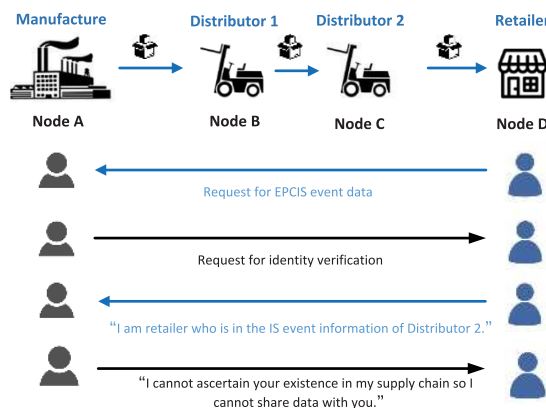 Manufacture Distributor 1 Distributor 2 Retailer
Node A Node B Node C Node D
Request for EPCIS event data
Request for identity verification
“I am retailer who is in the IS event information of Distributor 2.”
“I cannot ascertain your existence in my supply chain so I
cannot share data with you.”